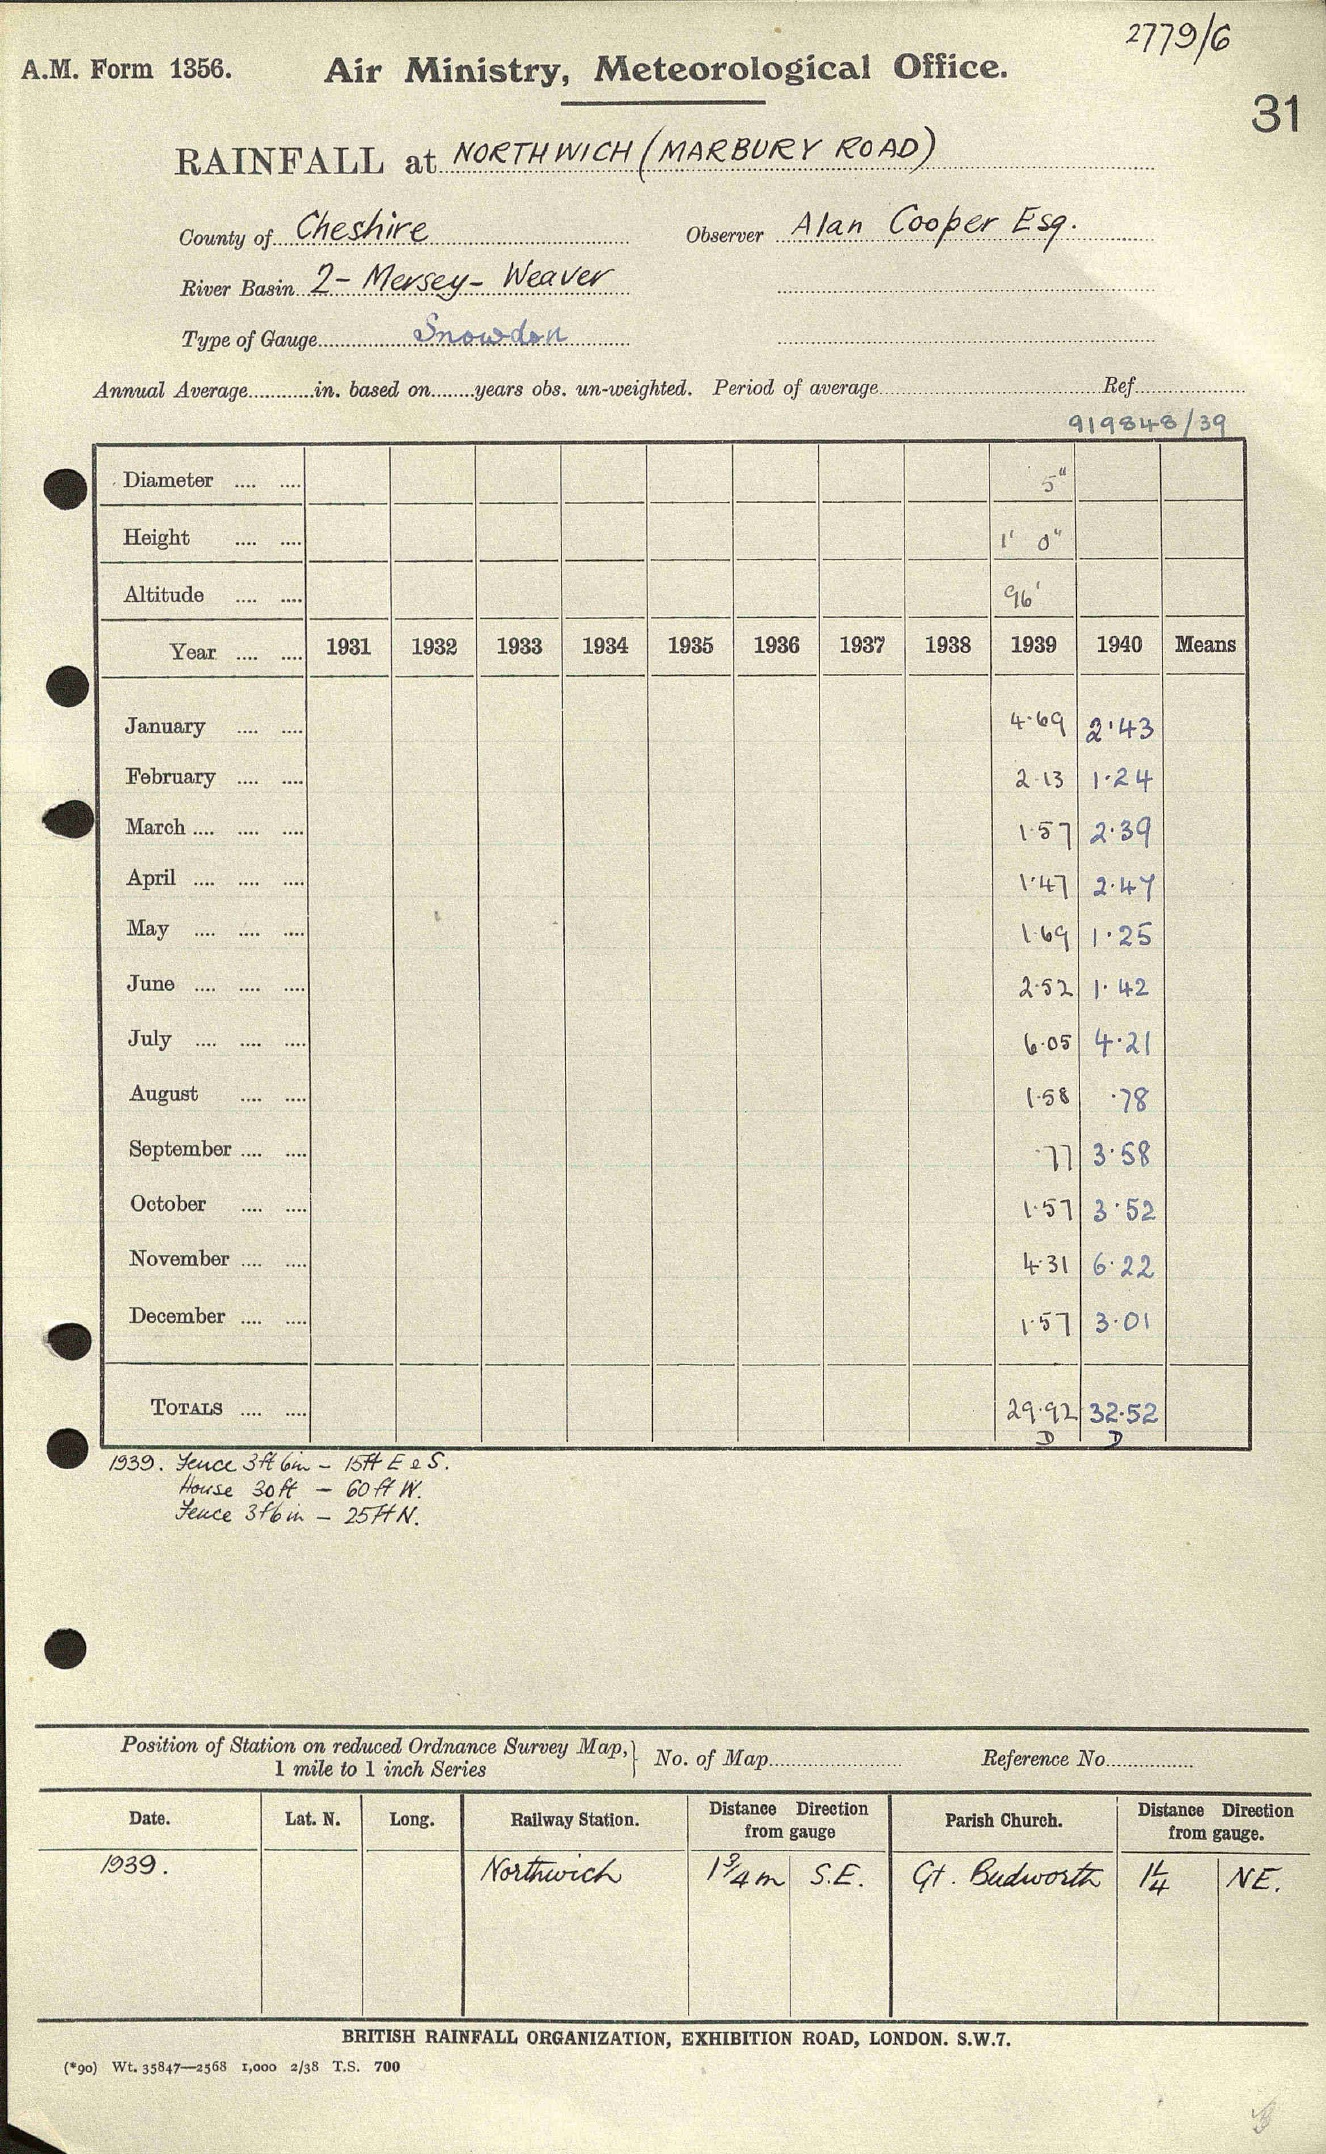 2779/6
A.M. Form 1356. Air Ministry, Meteorological Office.
31
RAINFALL at NORTHWICH (MARBURY ROAD)
County of Cheshire Observer Alan Cooper Esq.
River Basin 2- Mersey- Weaver
Type of Gauge Snowdon
Annual Average............in. based on........years obs. un-weighted. Period of average.................... Ref....................
919848/39
Diameter .... .... 5"
Height .... .... 1' 0"
Altitude .... .... 96'
Year .... .... 1931 1932 1933 1934 1935 1936 1937 1938 1939 1940 Means
January .... .... 4.69 2.43
February .... .... 2.13 1.24
March .... .... .... 1.57 2.39
April .... .... .... 1.47 2.47
May .... .... .... 1.69 1.25
June .... .... .... 2.52 1.42
July .... .... .... 6.05 4.21
August .... .... 1.58 .78
September .... .... .77 3.58
October .... .... 1.57 3.52
November .... .... 4.31 6.22
December .... .... 1.57 3.01
TOTALS .... .... 29.92 32.52
D D
1939. Fence 3ft 6in - 15ft E & S.
House 30ft - 60ft W.
Fence 3f6in - 25ft N.
Position of Station on reduced Ordnance Survey Map, } No. of Map.................... Reference No................
1 mile to 1 inch Series
Date. Lat. N. Long. Railway Station. Distance Direction from gauge Parish Church. Distance Direction from gauge.
1939. Northwich 1 3/4 m S.E. Gt. Budworth 1 1/4 NE.
BRITISH RAINFALL ORGANIZATION, EXHIBITION ROAD, LONDON. S.W.7.
(*90) Wt. 35847—2568 1,000 2/38 T.S. 700